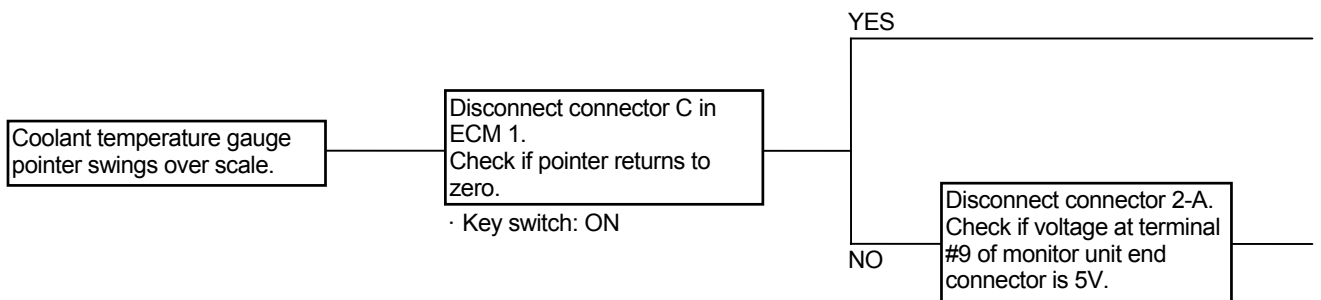 Coolant temperature gauge
pointer swings over scale.
Disconnect connector C in
ECM 1.
Check if pointer returns to
zero.
· Key switch: ON
YES
NO
Disconnect connector 2-A.
Check if voltage at terminal
#9 of monitor unit end
connector is 5V.